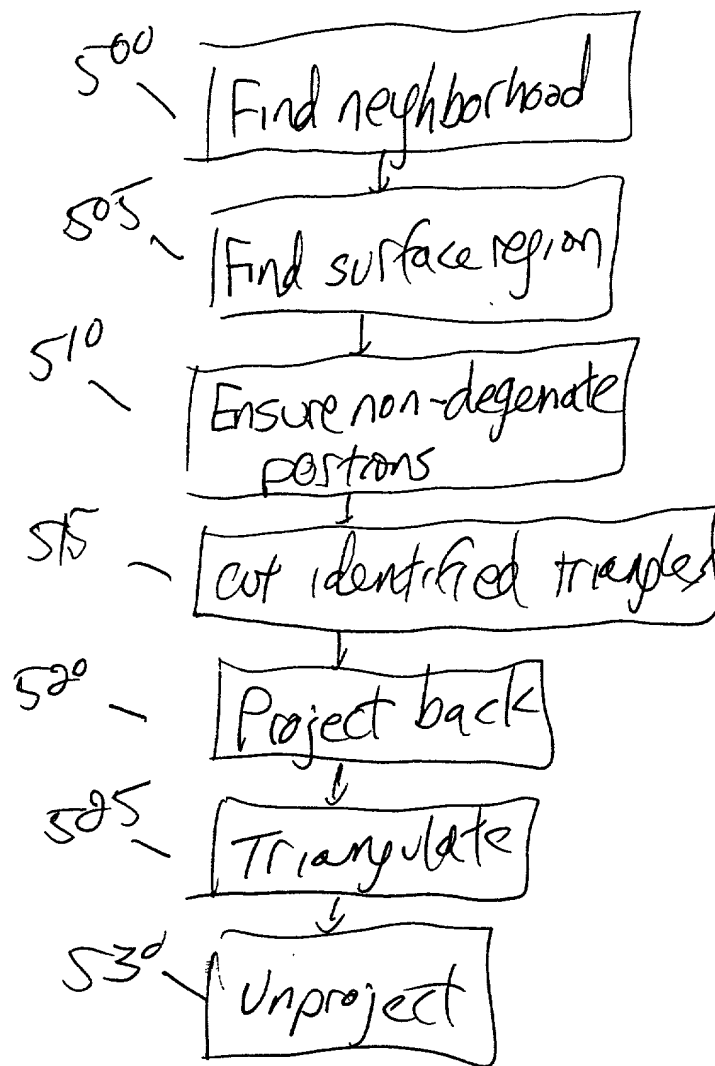 500
Find neighborhood
505
Find surface region
510
Ensure non-degenate
portions
515
cut identified triangles
520
Project back
525
Triangulate
530
Unproject